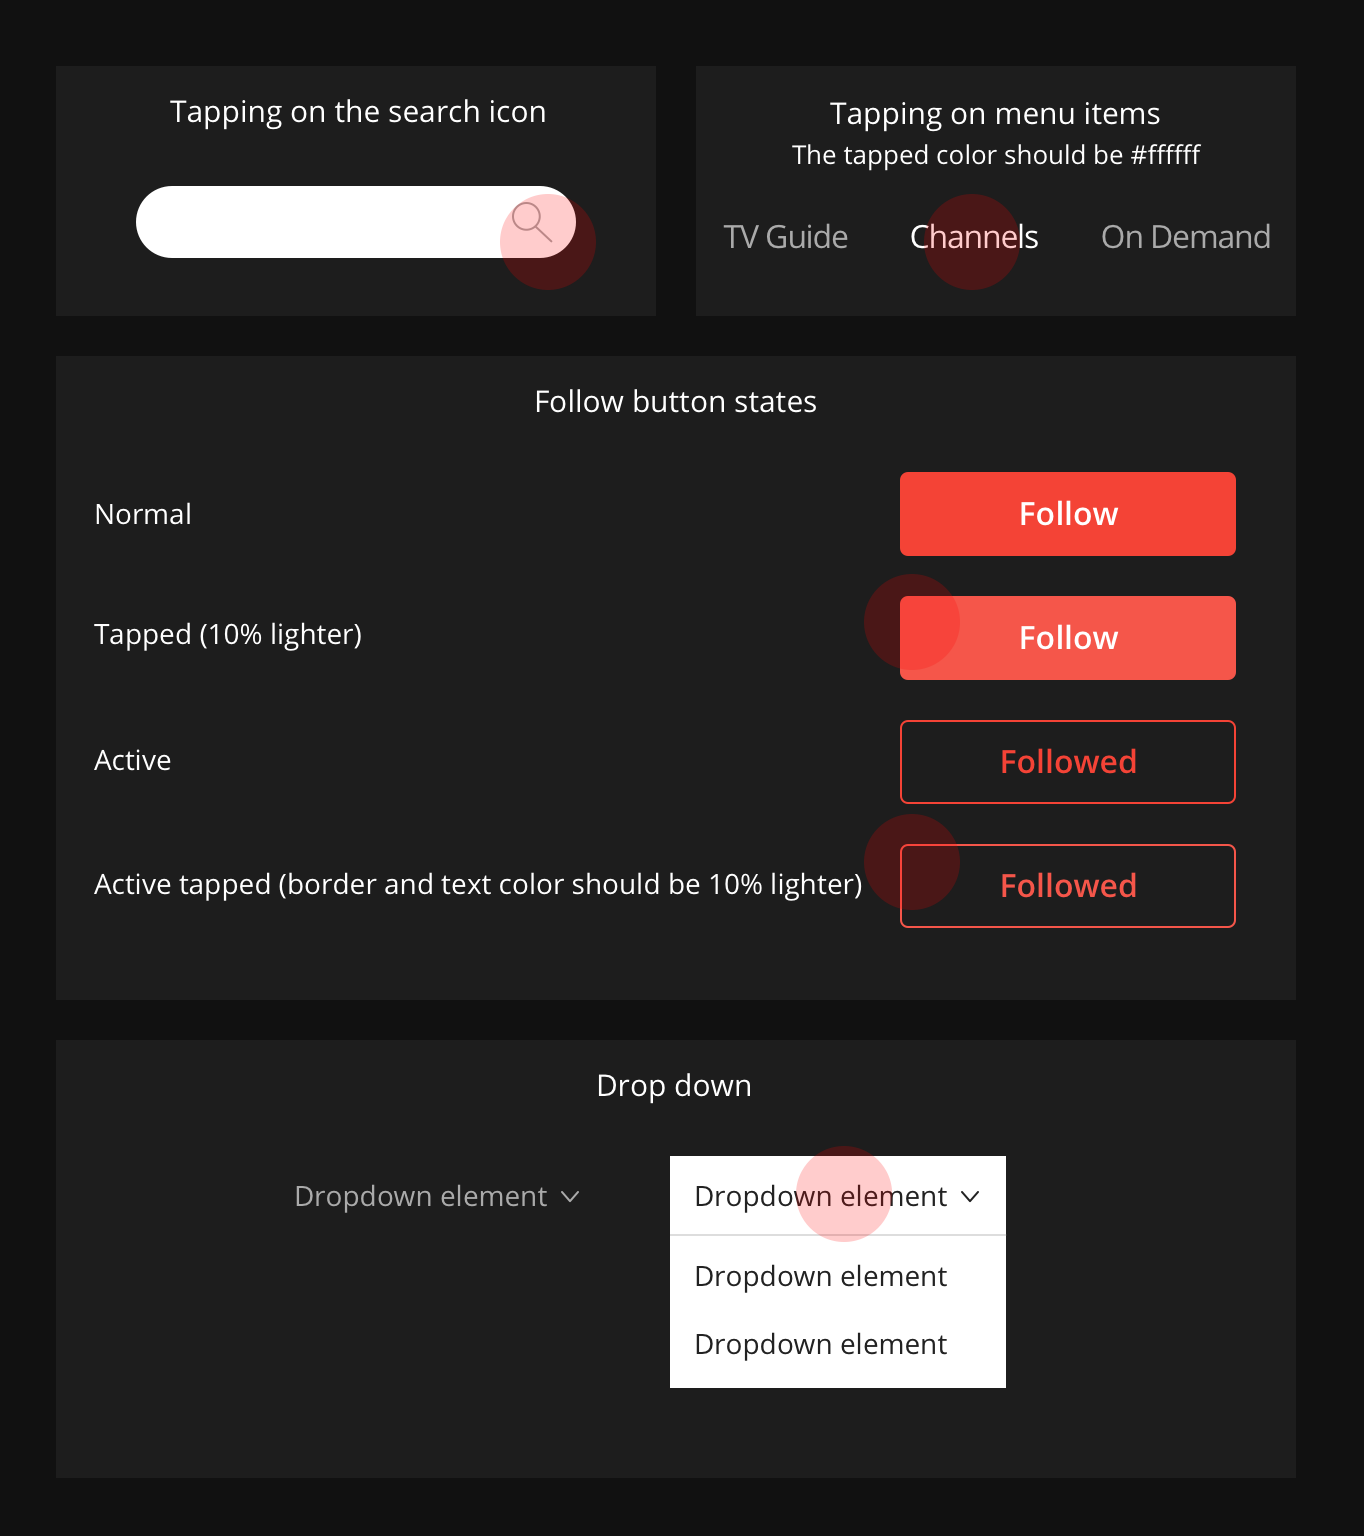 Tapping on the search icon
Tapping on menu items
The tapped color should be #ffffff
TV Guide Channels On Demand
Follow button states
Normal Follow
Tapped (10% lighter) Follow
Active Followed
Active tapped (border and text color should be 10% lighter) Followed
Drop down
Dropdown element Dropdown element
Dropdown element
Dropdown element